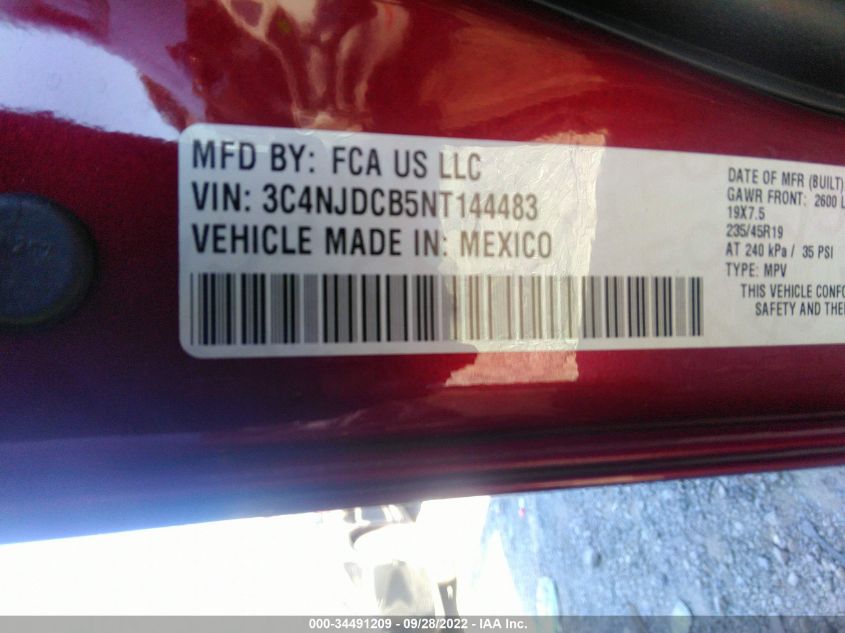 MFD BY: FCA US LLC
VIN: 3C4NJDCB5NT144483
VEHICLE MADE IN: MEXICO
DATE OF MFR (BUILT)
GAWR FRONT: 2600 L
19X7.5
235/45R19
AT 240 kPa / 35 PSI
TYPE: MPV
THIS VEHICLE CONFO
SAFETY AND THE
000-34491209 - 09/28/2022 - IAA Inc.